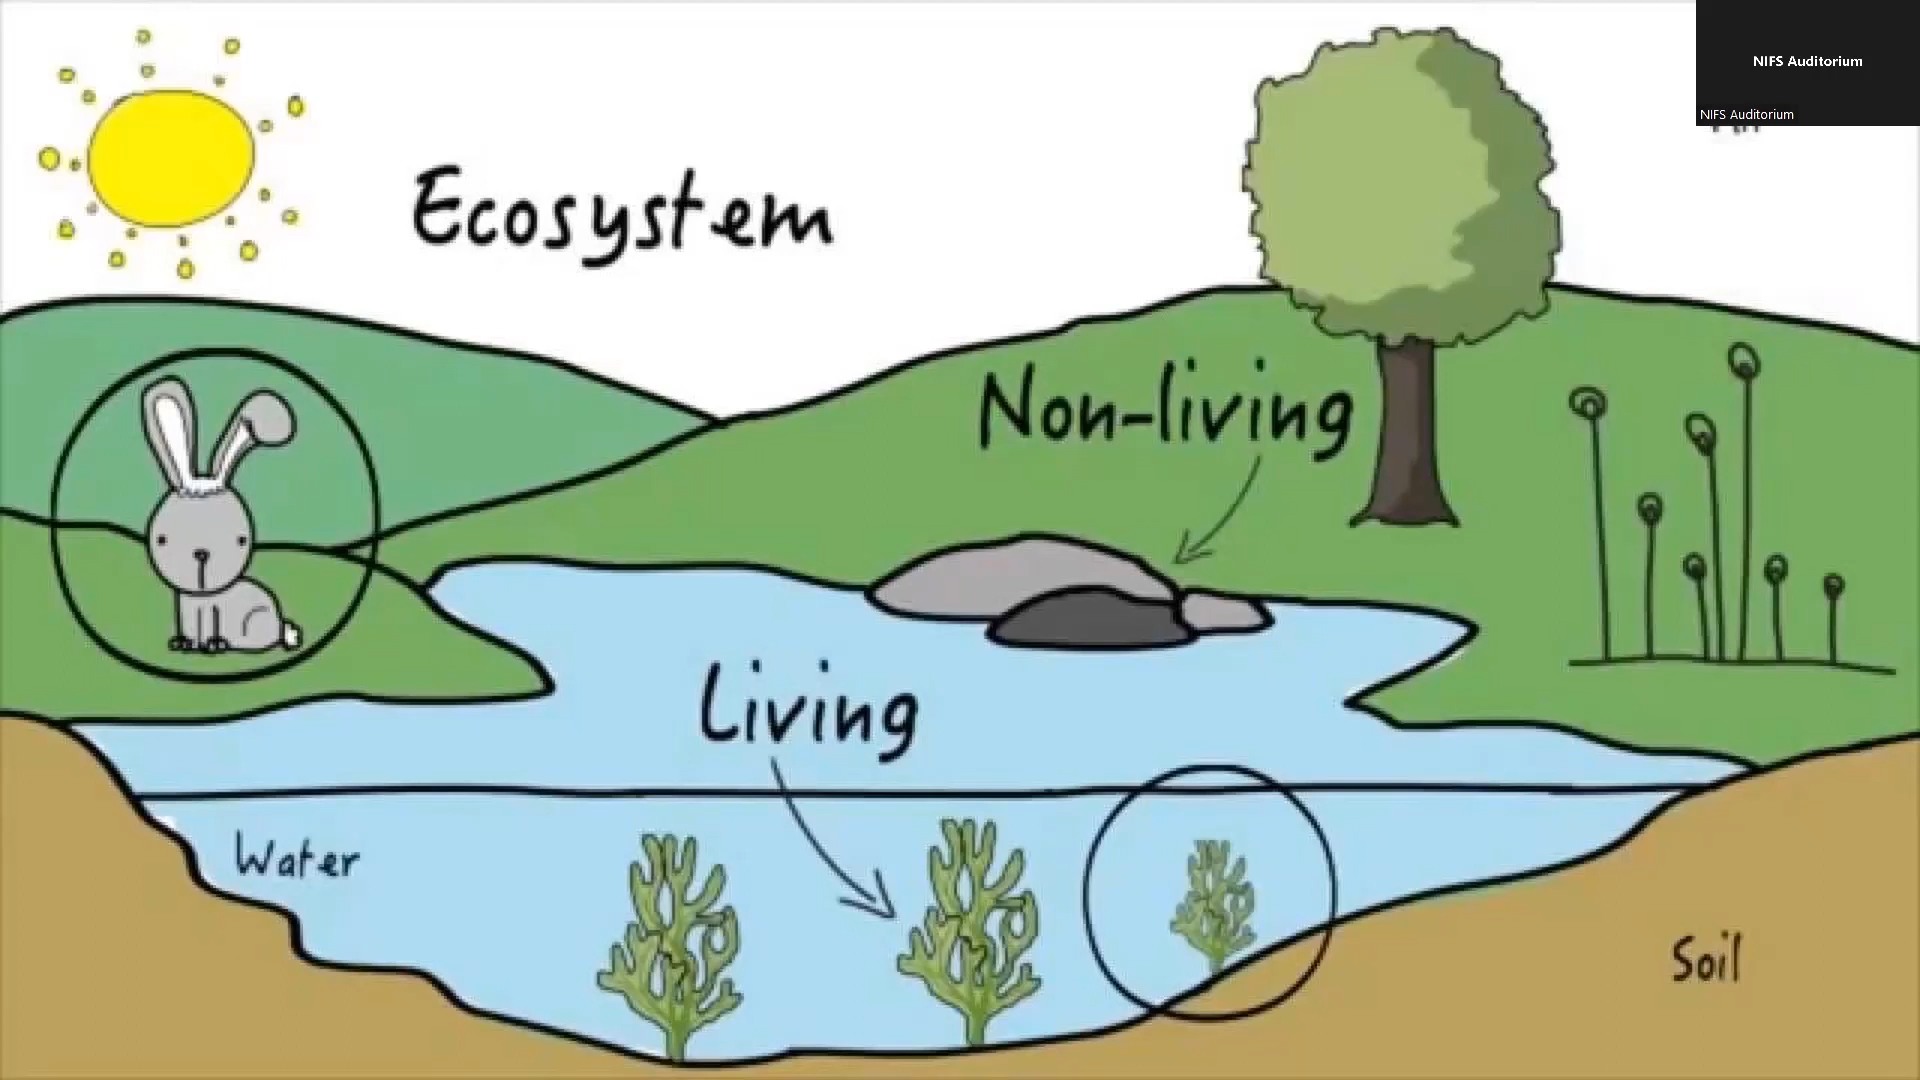 NIFS Auditorium
NIFS Auditorium
Ecosystem
Non-living
Living
Water
Soil